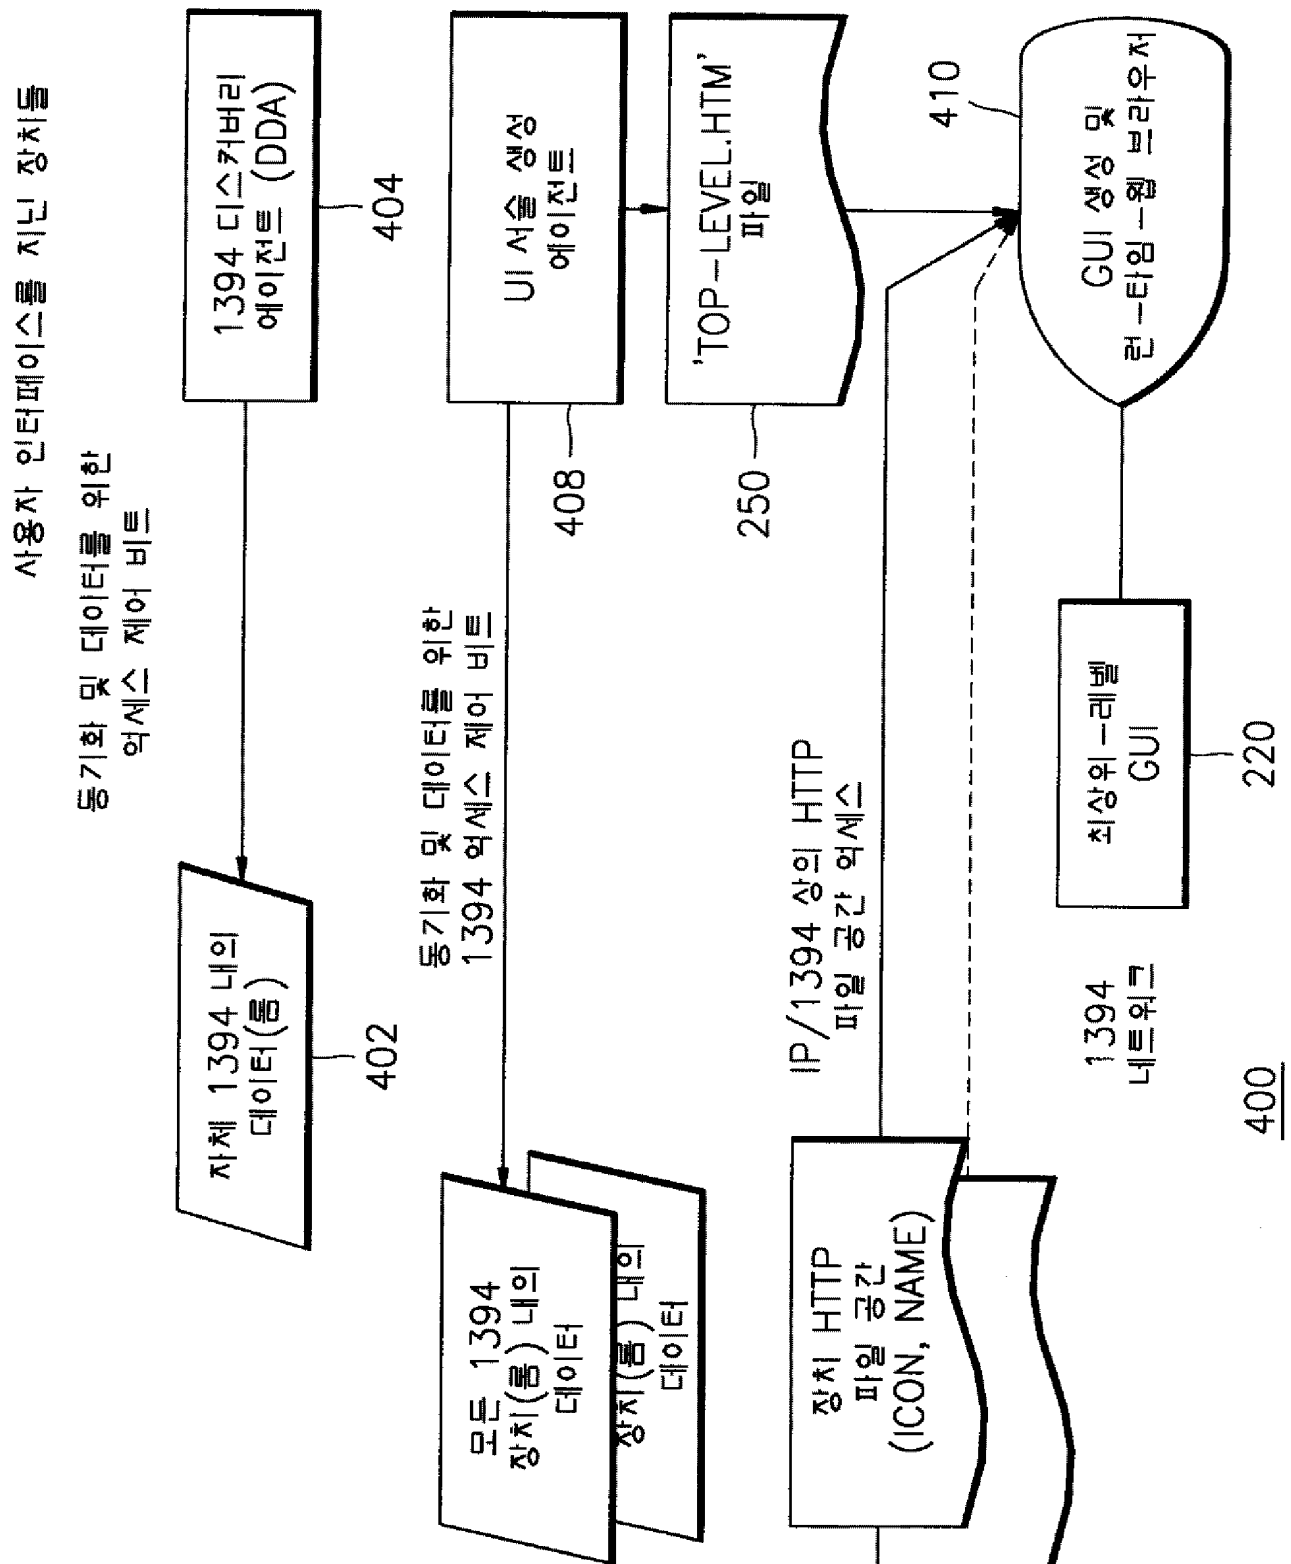 사용자 인터페이스를 지닌 장치들
동기화 및 데이터를 위한
억세스 제어 비트
자체 1394 내의
데이터(롬)
402
1394 디스커버리
에이전트 (DDA)
404
동기화 및 데이터를 위한
1394 억세스 제어 비트
모든 1394
장치(롬) 내의
데이터
장치(롬) 내의
데이터
UI 서술 생성
에이전트
408
'TOP-LEVEL.HTM'
파일
250
IP/1394 상의 HTTP
파일 공간 억세스
장치 HTTP
파일 공간
(ICON, NAME)
410
GUI 생성 및
런-타임-웹 브라우저
최상위-레벨
GUI
220
1394
네트워크
400